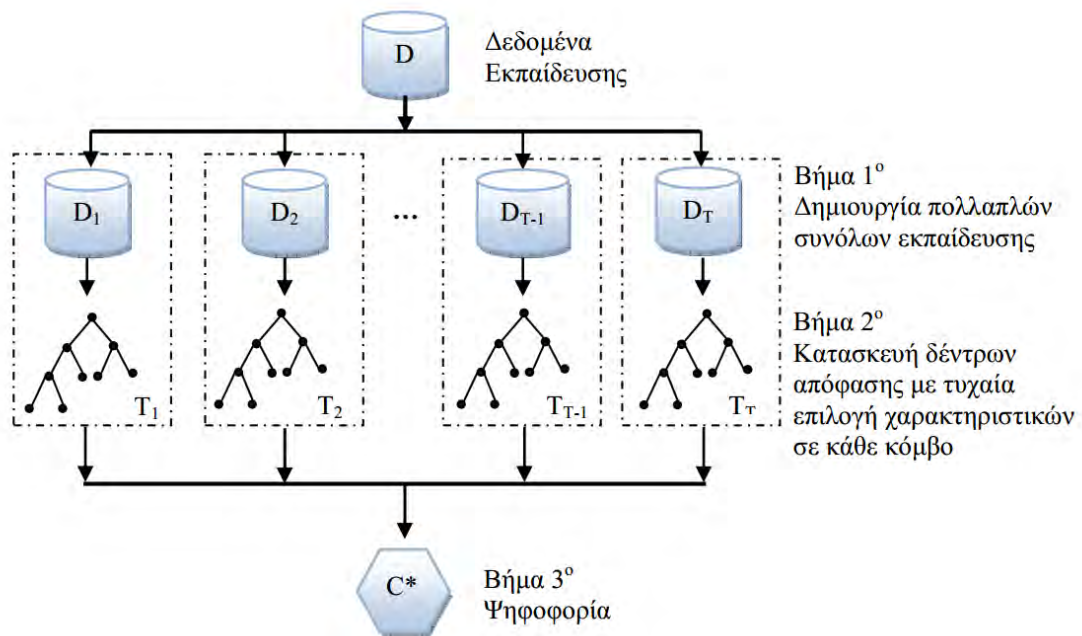 D
Δεδομένα
Εκπαίδευσης
D1
D2
...
DT-1
DT
Βήμα 1ο
Δημιουργία πολλαπλών
συνόλων εκπαίδευσης
Βήμα 2ο
Κατασκευή δέντρων
απόφασης με τυχαία
επιλογή χαρακτηριστικών
σε κάθε κόμβο
T1
T2
TT-1
TT
C*
Βήμα 3ο
Ψηφοφορία